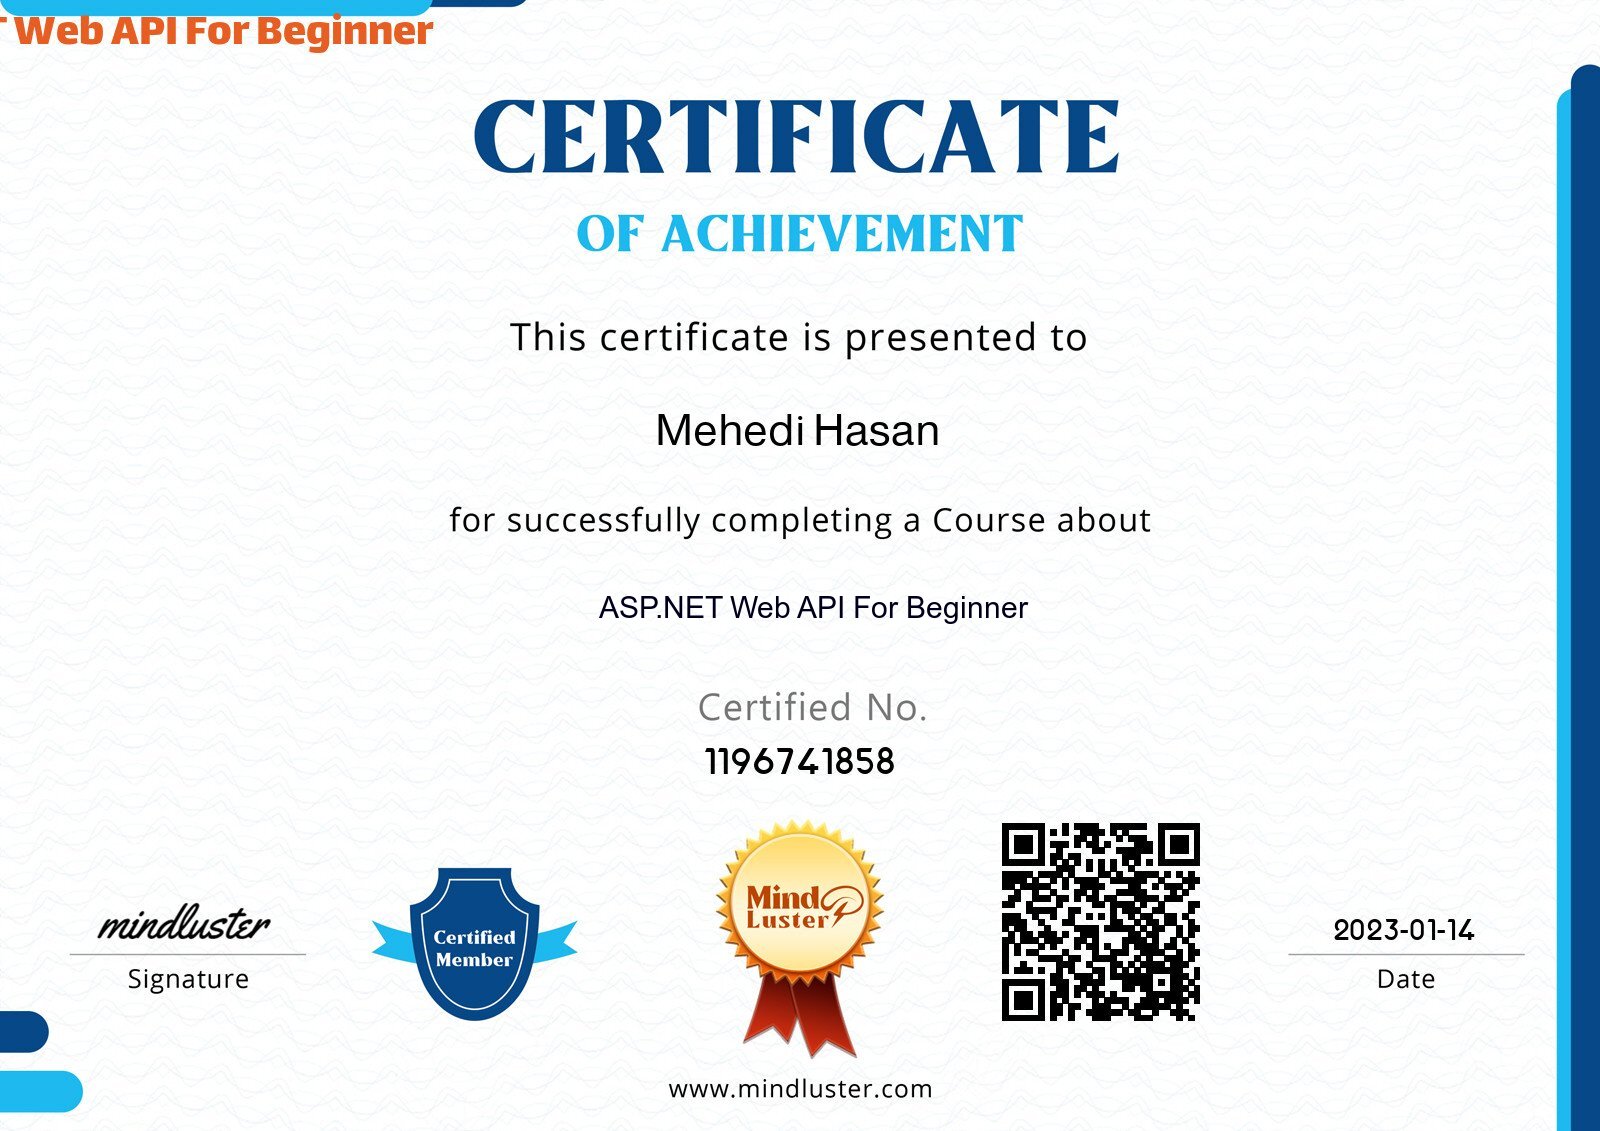 Web API For Beginner
CERTIFICATE
OF ACHIEVEMENT
This certificate is presented to
Mehedi Hasan
for successfully completing a Course about
ASP.NET Web API For Beginner
Certified No.
1196741858
mindluster
Signature
Certified
Member
Mind
Luster
2023-01-14
Date
www.mindluster.com